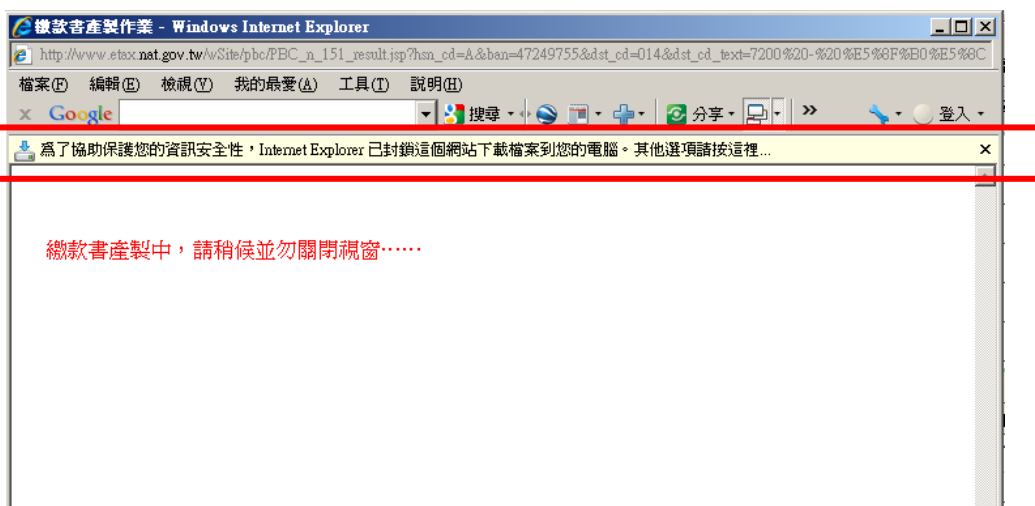 繳款書產製作業 - Windows Internet Explorer
http://www.etax.nat.gov.tw/wSite/pbc/PBC_n_151_result.jsp?hsn_cd=A&ban=47249755&dst_cd=014&dst_cd_text=7200%20-%20%E5%8F%B0%E5%8C
檔案(F) 編輯(E) 檢視(V) 我的最愛(A) 工具(T) 說明(H)
x Google 搜尋 分享 » 登入
為了協助保護您的資訊安全性，Internet Explorer 已封鎖這個網站下載檔案到您的電腦。其他選項請按這裡...
繳款書產製中，請稍候並勿關閉視窗……